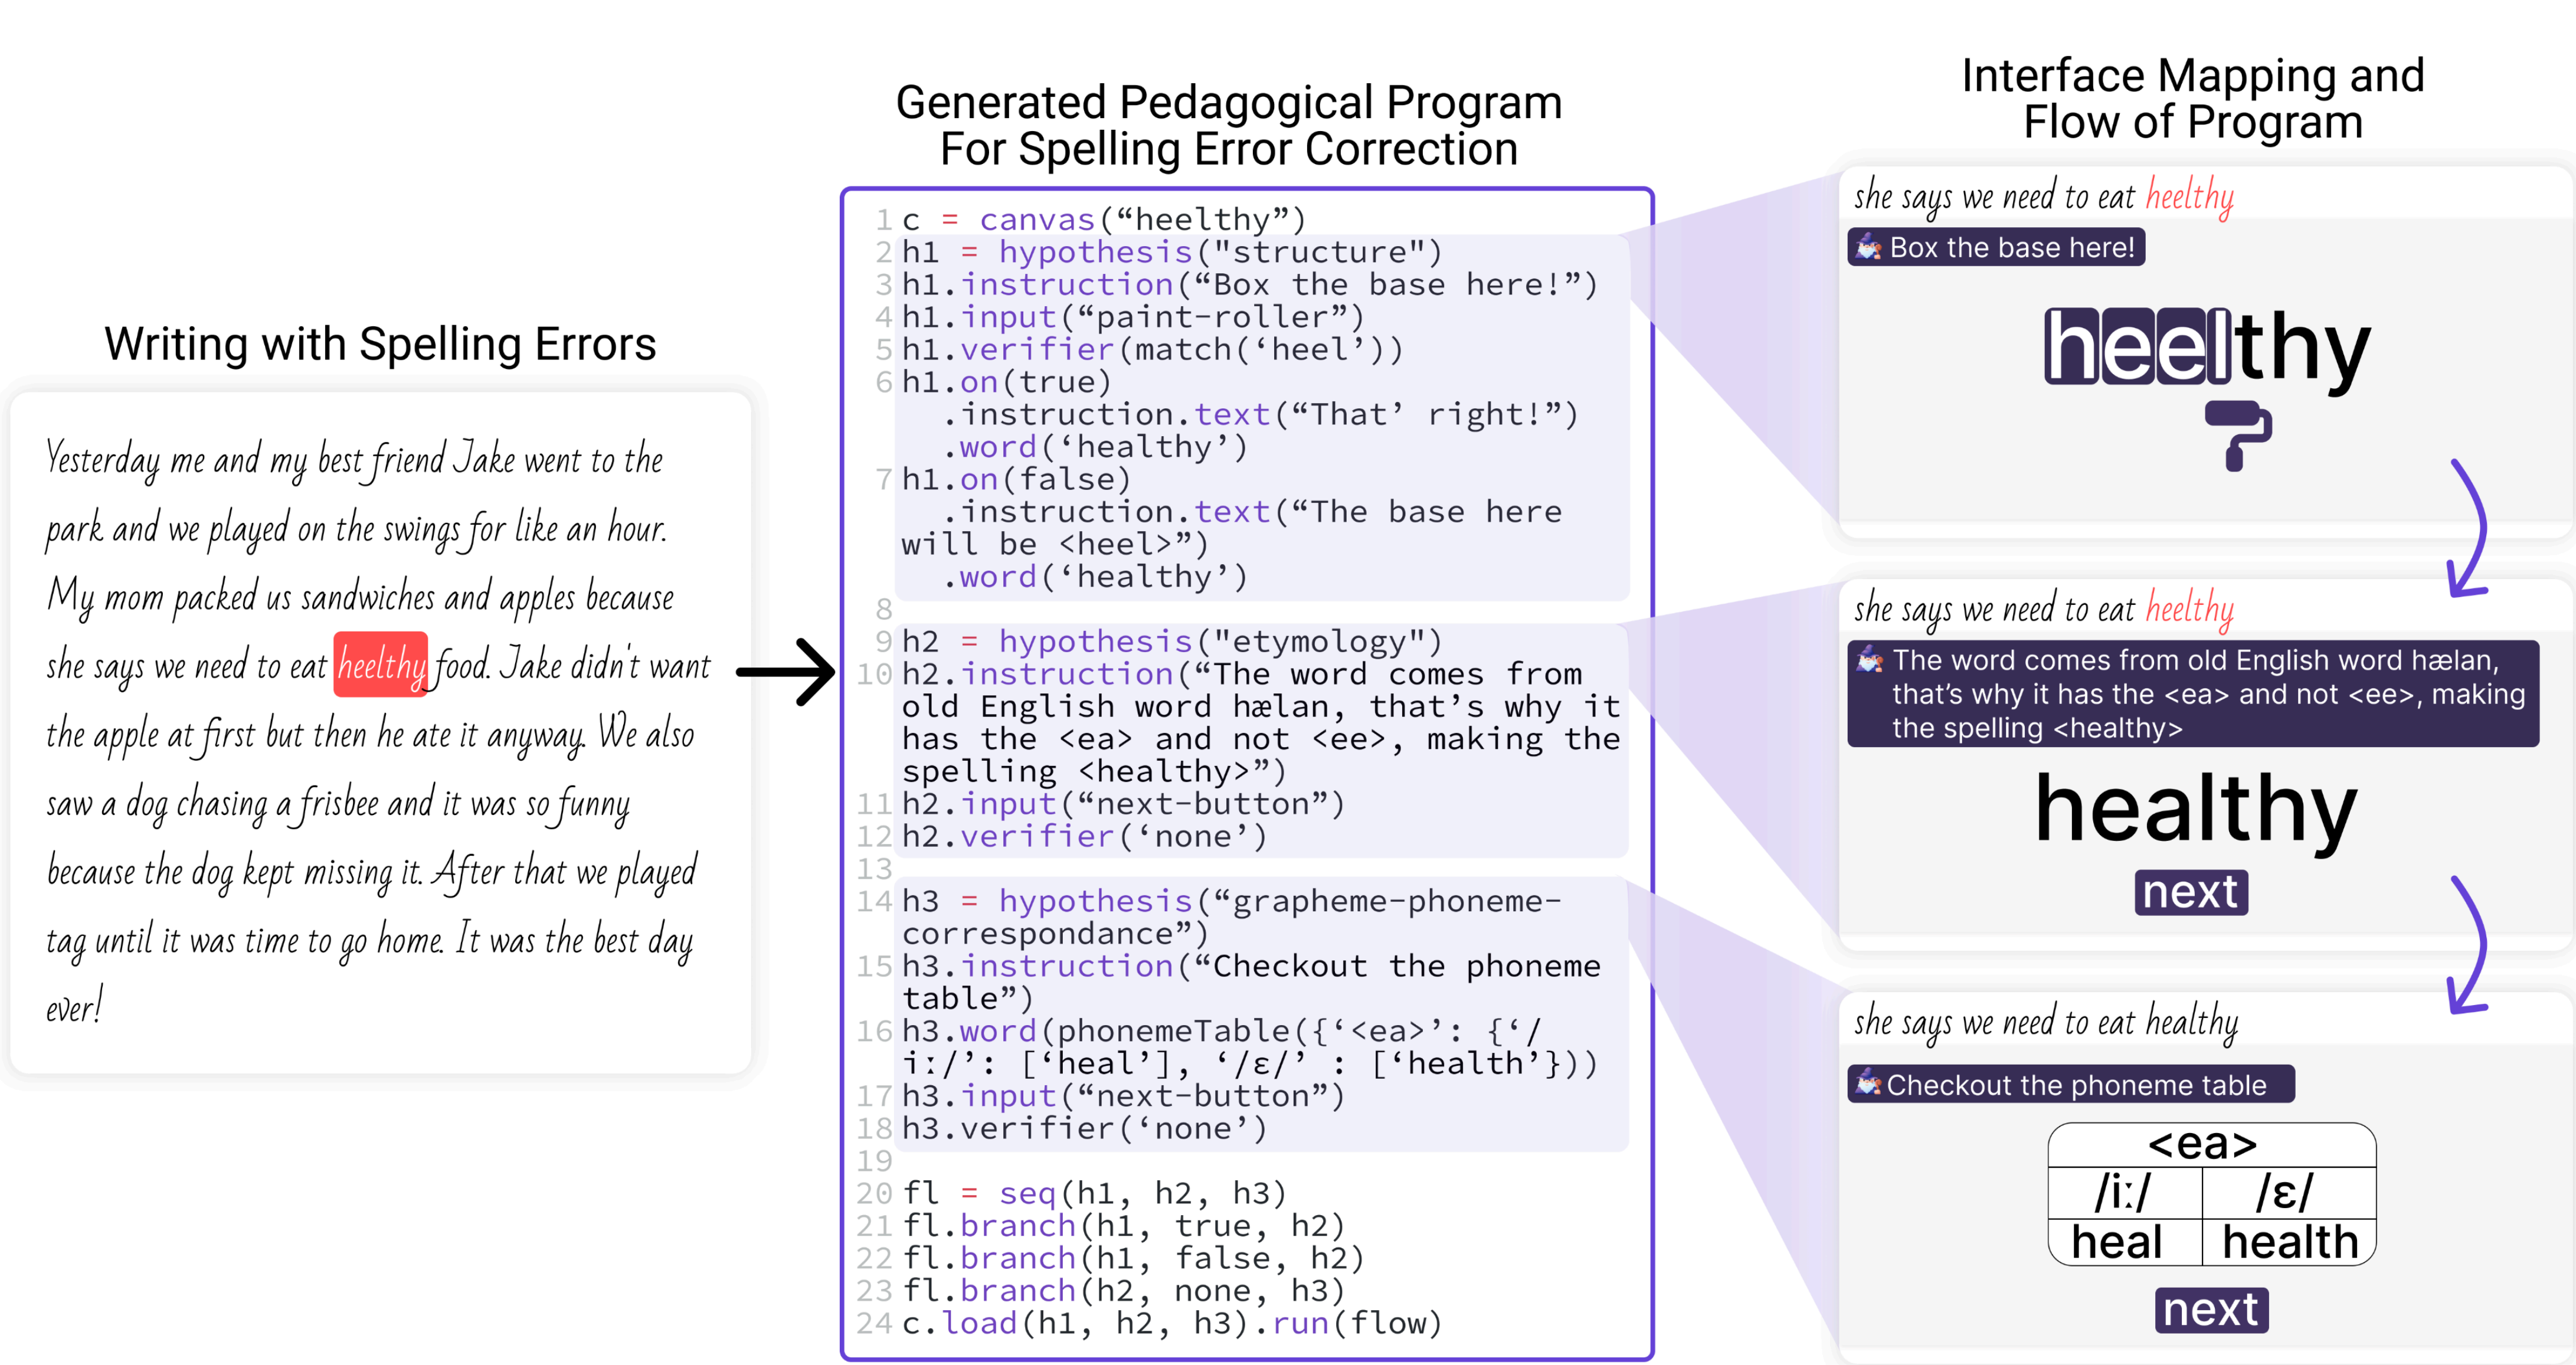 Writing with Spelling Errors
Yesterday me and my best friend Jake went to the
park and we played on the swings for like an hour.
My mom packed us sandwiches and apples because
she says we need to eat heelthy food. Jake didn't want
the apple at first but then he ate it anyway. We also
saw a dog chasing a frisbee and it was so funny
because the dog kept missing it. After that we played
tag until it was time to go home. It was the best day
ever!
Generated Pedagogical Program
For Spelling Error Correction
1 c = canvas(“heelthy”)
2 h1 = hypothesis("structure")
3 h1.instruction(“Box the base here!”)
4 h1.input(“paint-roller”)
5 h1.verifier(match(‘heel’))
6 h1.on(true)
.instruction.text(“That’ right!”)
.word(‘healthy’)
7 h1.on(false)
.instruction.text(“The base here
will be <heel>”)
.word(‘healthy’)
8
9 h2 = hypothesis("etymology")
10 h2.instruction(“The word comes from
old English word hælan, that’s why it
has the <ea> and not <ee>, making the
spelling <healthy>”)
11 h2.input(“next-button”)
12 h2.verifier(‘none’)
13
14 h3 = hypothesis(“grapheme-phoneme-
correspondance”)
15 h3.instruction(“Checkout the phoneme
table”)
16 h3.word(phonemeTable({‘<ea>’: {‘/
iː/’: [‘heal’], ‘/ɛ/’ : [‘health’}))
17 h3.input(“next-button”)
18 h3.verifier(‘none’)
19
20 fl = seq(h1, h2, h3)
21 fl.branch(h1, true, h2)
22 fl.branch(h1, false, h2)
23 fl.branch(h2, none, h3)
24 c.load(h1, h2, h3).run(flow)
Interface Mapping and
Flow of Program
she says we need to eat heelthy
Box the base here!
heelthy
she says we need to eat heelthy
The word comes from old English word hælan,
that’s why it has the <ea> and not <ee>, making
the spelling <healthy>
healthy
next
she says we need to eat healthy
Checkout the phoneme table
<ea>
/iː/ /ɛ/
heal health
next